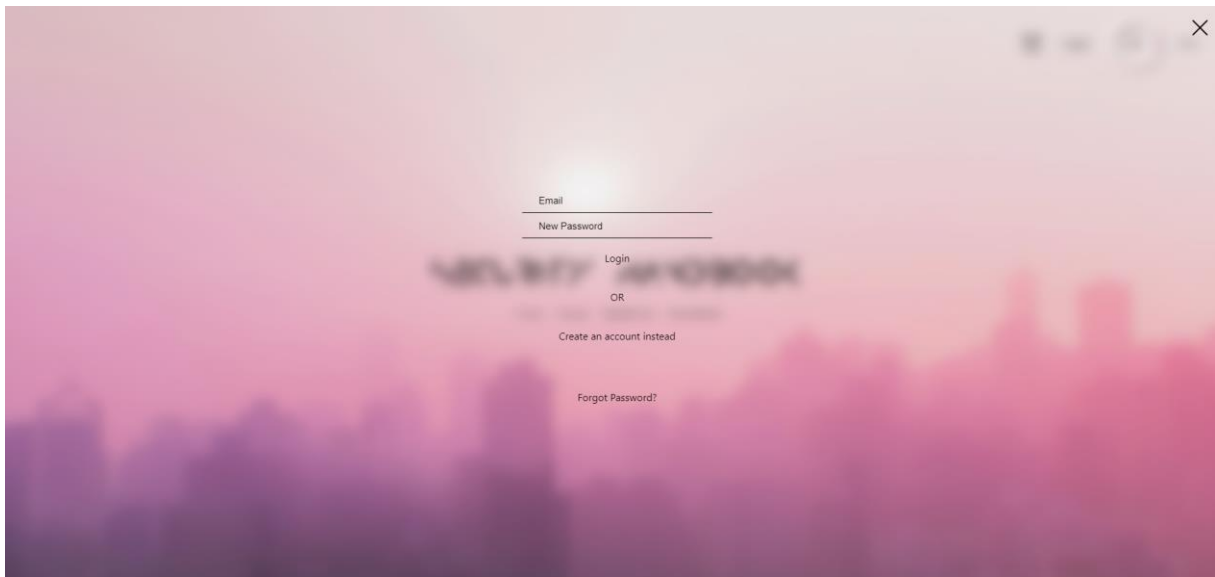 Email
New Password
Login
OR
Create an account instead
Forgot Password?